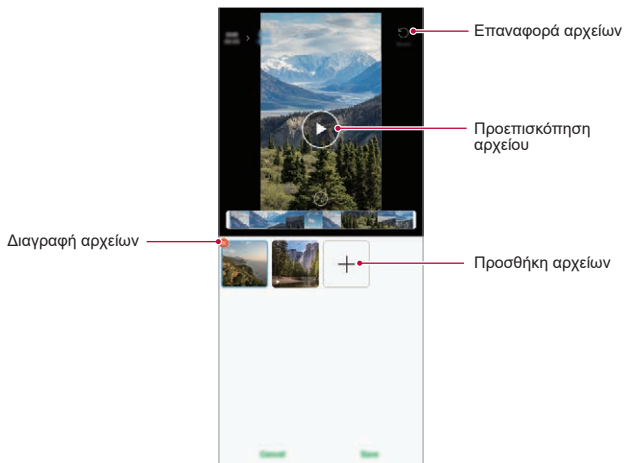 Επαναφορά αρχείων
Προεπισκόπηση
αρχείου
Διαγραφή αρχείων
Προσθήκη αρχείων
Cancel
Save